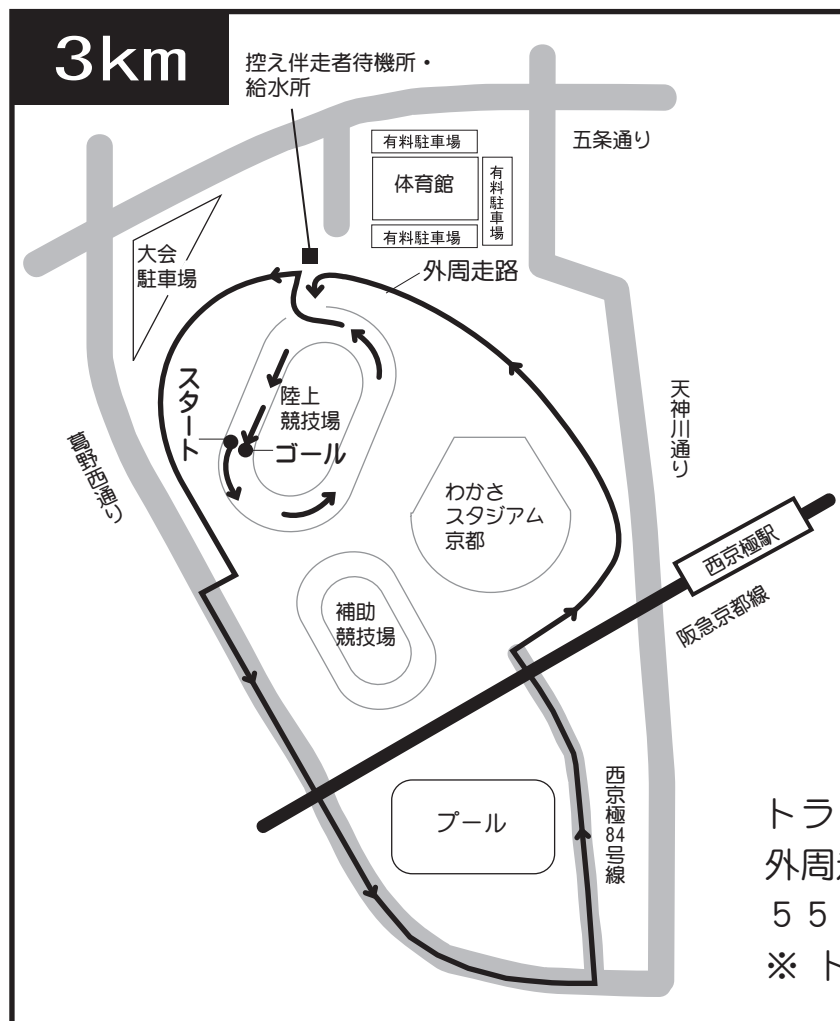 3km
控え伴走者待機所・
給水所
五条通り
有料駐車場
体育館
有料駐車場
有料駐車場
大会
駐車場
外周走路
スタート
陸上
競技場
ゴール
天神川通り
葛野西通り
わかさ
スタジアム
京都
西京極駅
阪急京都線
補助
競技場
プール
西京極84号線
トラ
外周
55
※ ト